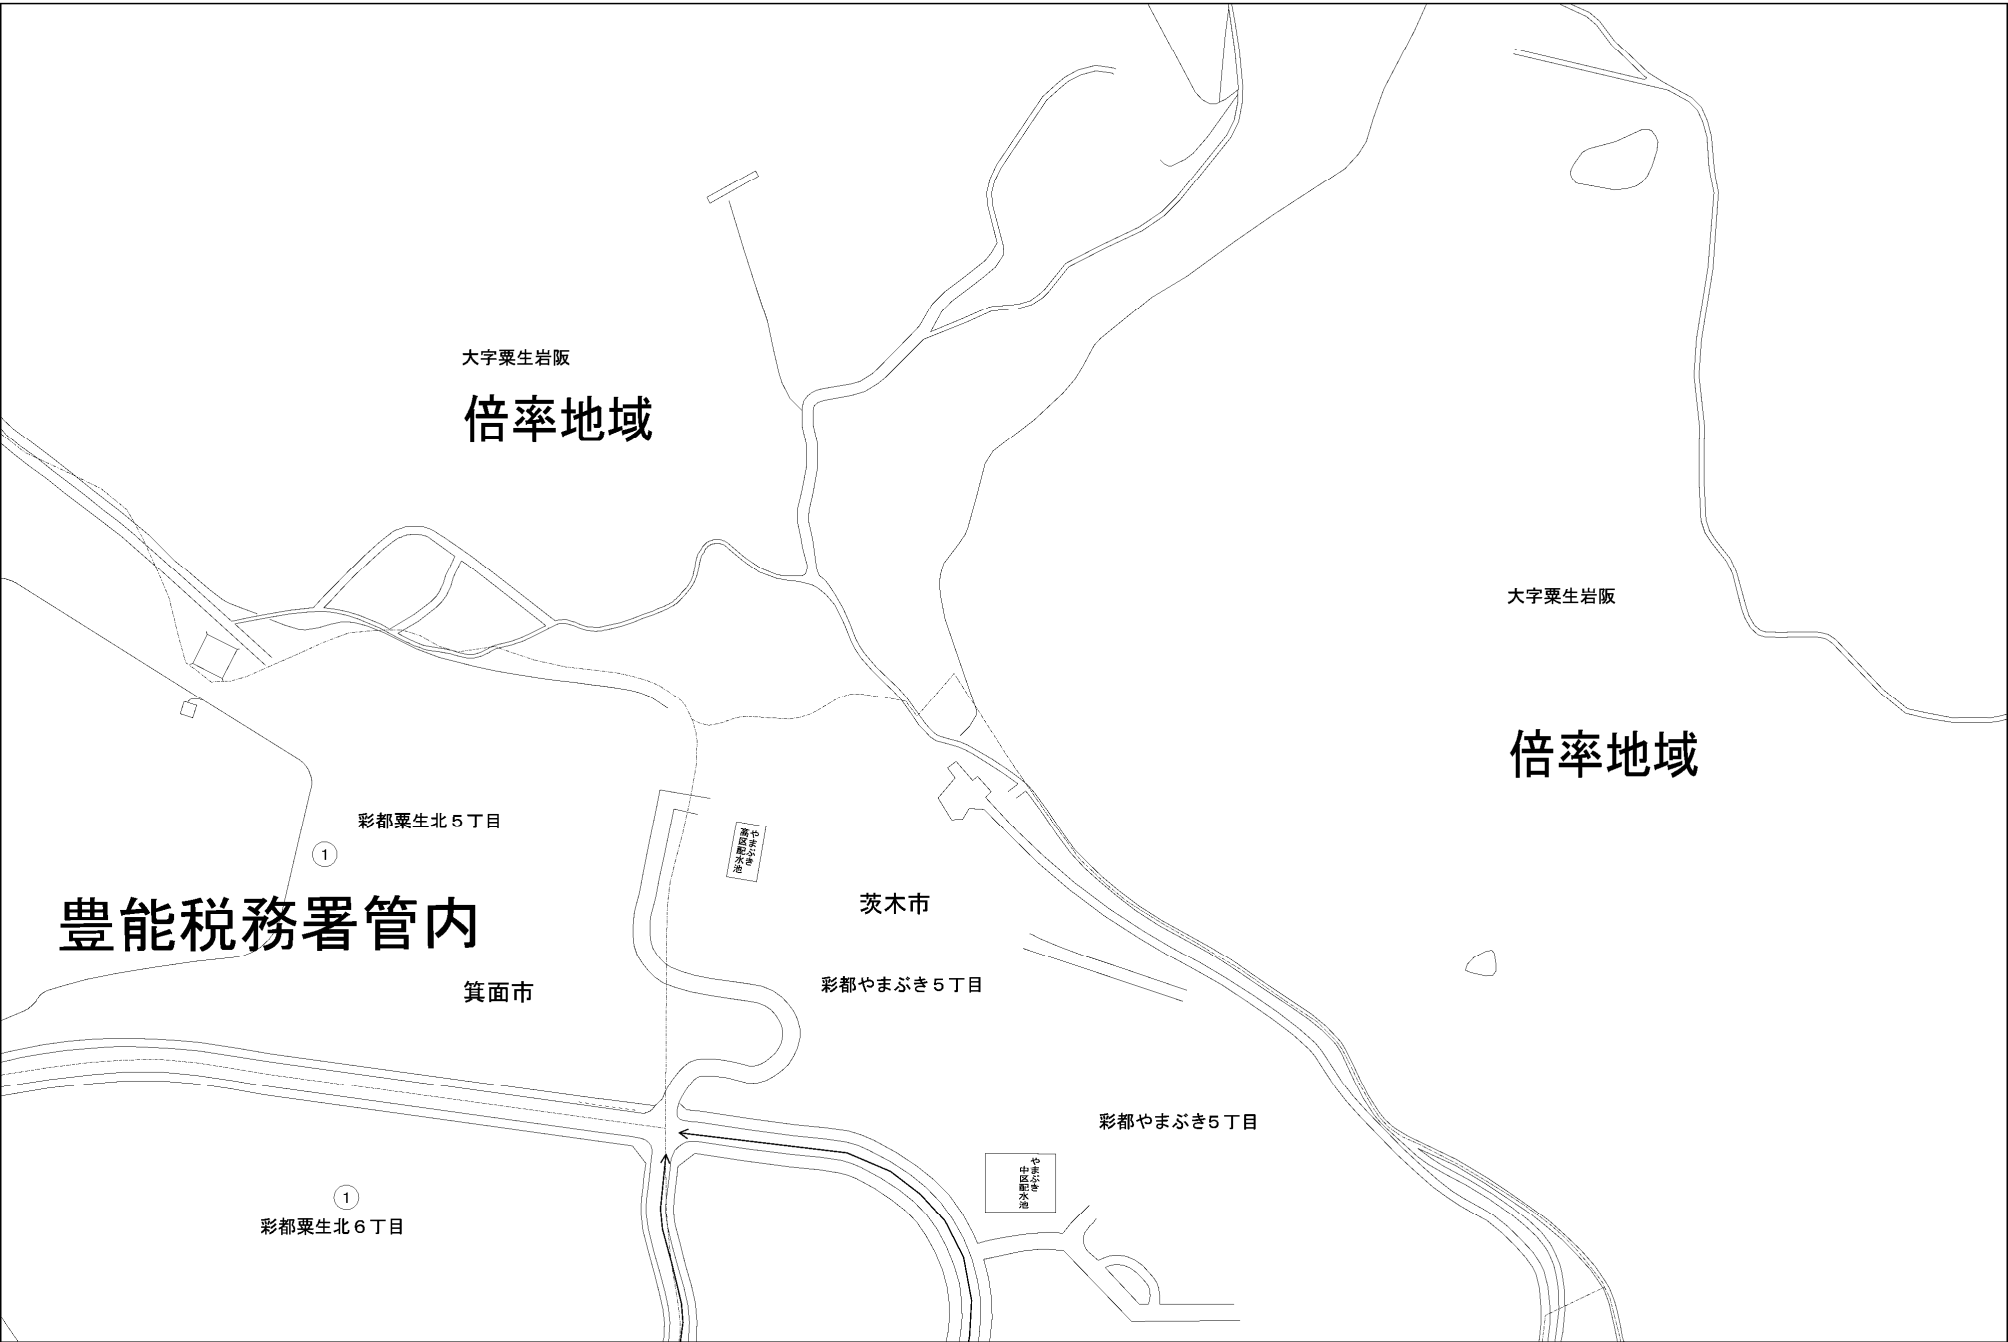 大字粟生岩阪
倍率地域
大字粟生岩阪
倍率地域
彩都粟生北５丁目
1
やまぶき
高区配水池
豊能税務署管内
茨木市
箕面市
彩都やまぶき５丁目
彩都やまぶき５丁目
やまぶき
中区配水池
1
彩都粟生北６丁目